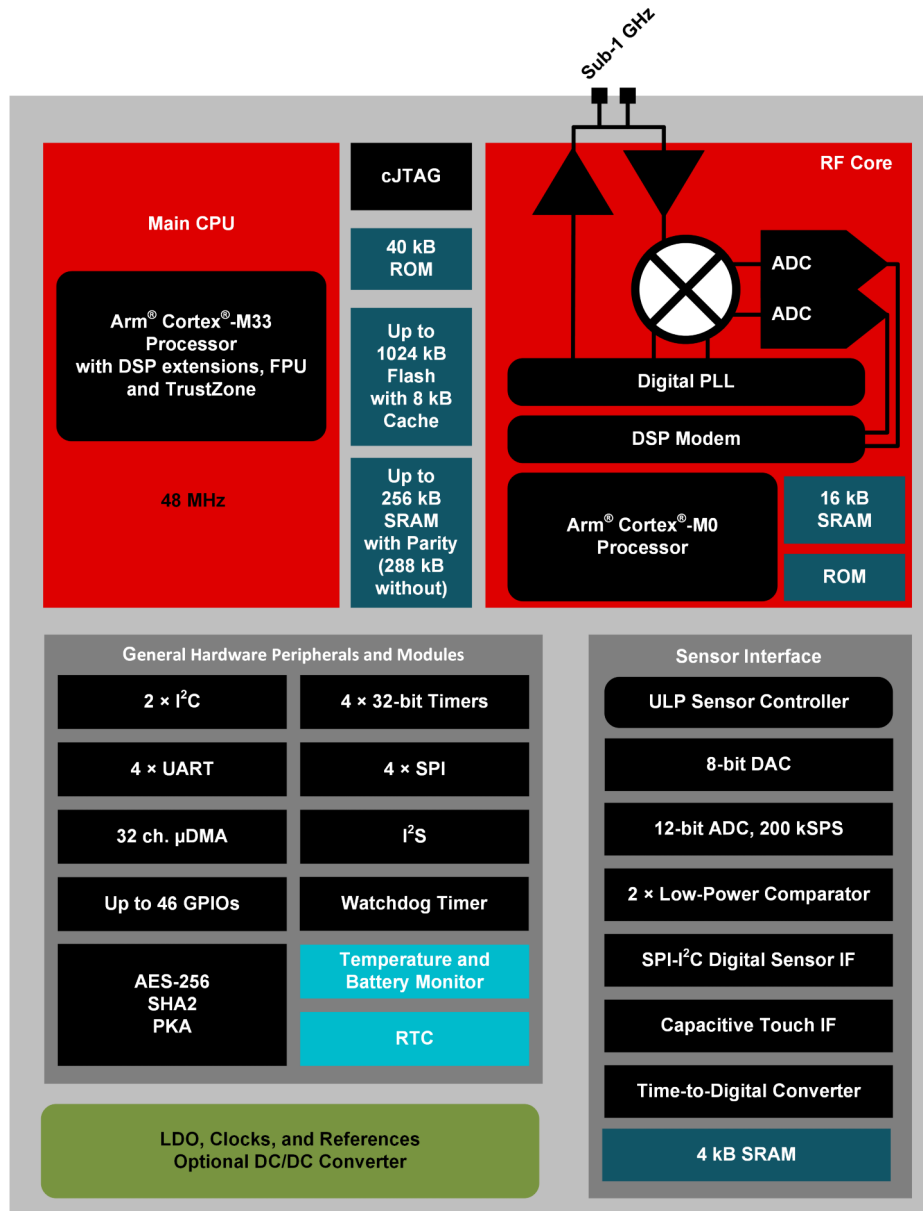 Sub-1 GHz
Main CPU
Arm® Cortex®-M33
Processor
with DSP extensions, FPU
and TrustZone
48 MHz
cJTAG
40 kB
ROM
Up to
1024 kB
Flash
with 8 kB
Cache
Up to
256 kB
SRAM
with Parity
(288 kB
without)
RF Core
ADC
ADC
Digital PLL
DSP Modem
Arm® Cortex®-M0
Processor
16 kB
SRAM
ROM
General Hardware Peripherals and Modules
2 × I²C
4 × 32-bit Timers
4 × UART
4 × SPI
32 ch. µDMA
I²S
Up to 46 GPIOs
Watchdog Timer
AES-256
SHA2
PKA
Temperature and
Battery Monitor
RTC
Sensor Interface
ULP Sensor Controller
8-bit DAC
12-bit ADC, 200 kSPS
2 × Low-Power Comparator
SPI-I²C Digital Sensor IF
Capacitive Touch IF
Time-to-Digital Converter
4 kB SRAM
LDO, Clocks, and References
Optional DC/DC Converter